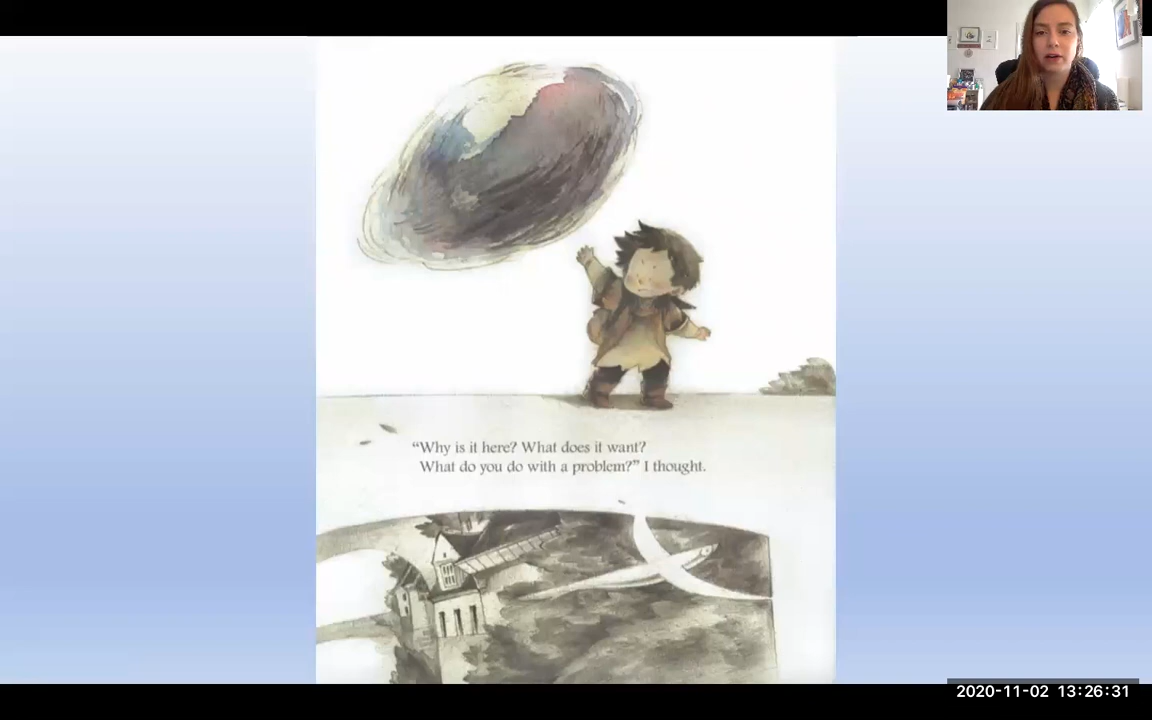 “Why is it here? What does it want?
What do you do with a problem?” I thought.
2020-11-02 13:26:31